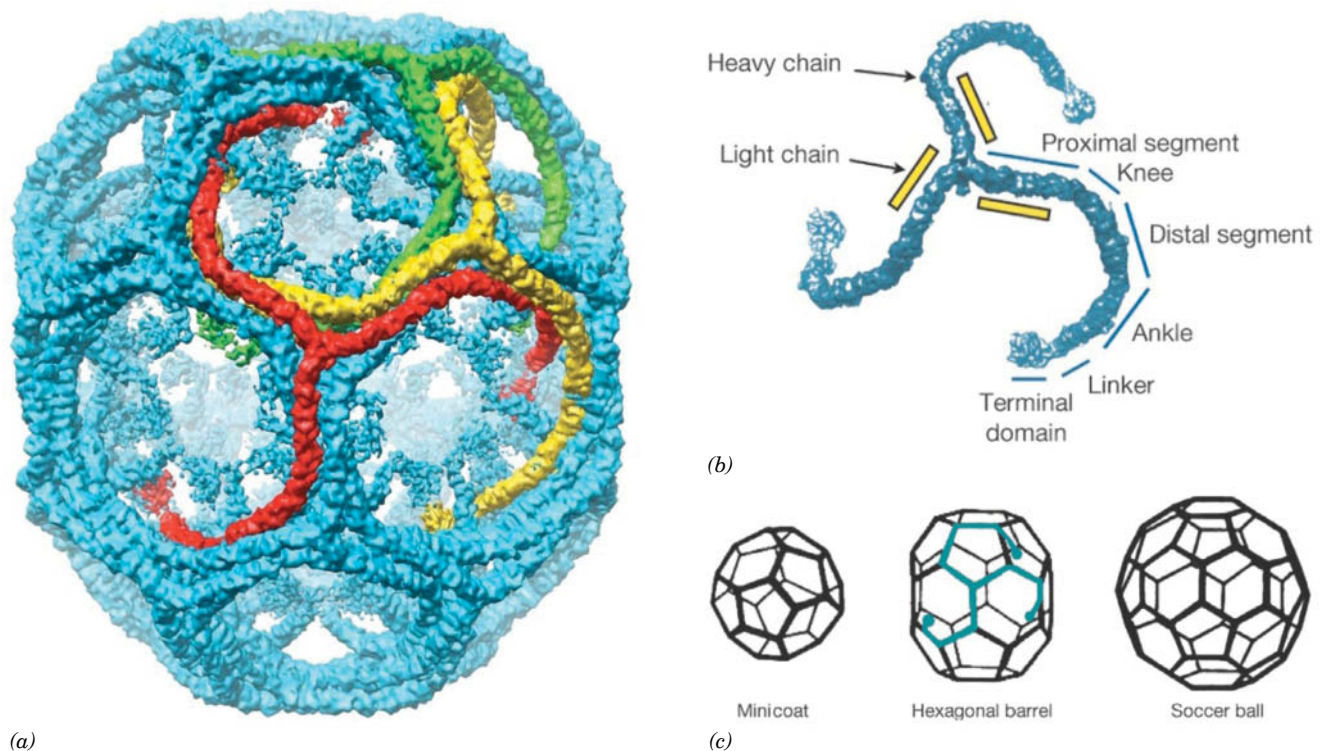 Heavy chain
Light chain
Proximal segment
Knee
Distal segment
Ankle
Linker
Terminal
domain
(b)
Minicoat
Hexagonal barrel
Soccer ball
(a)
(c)